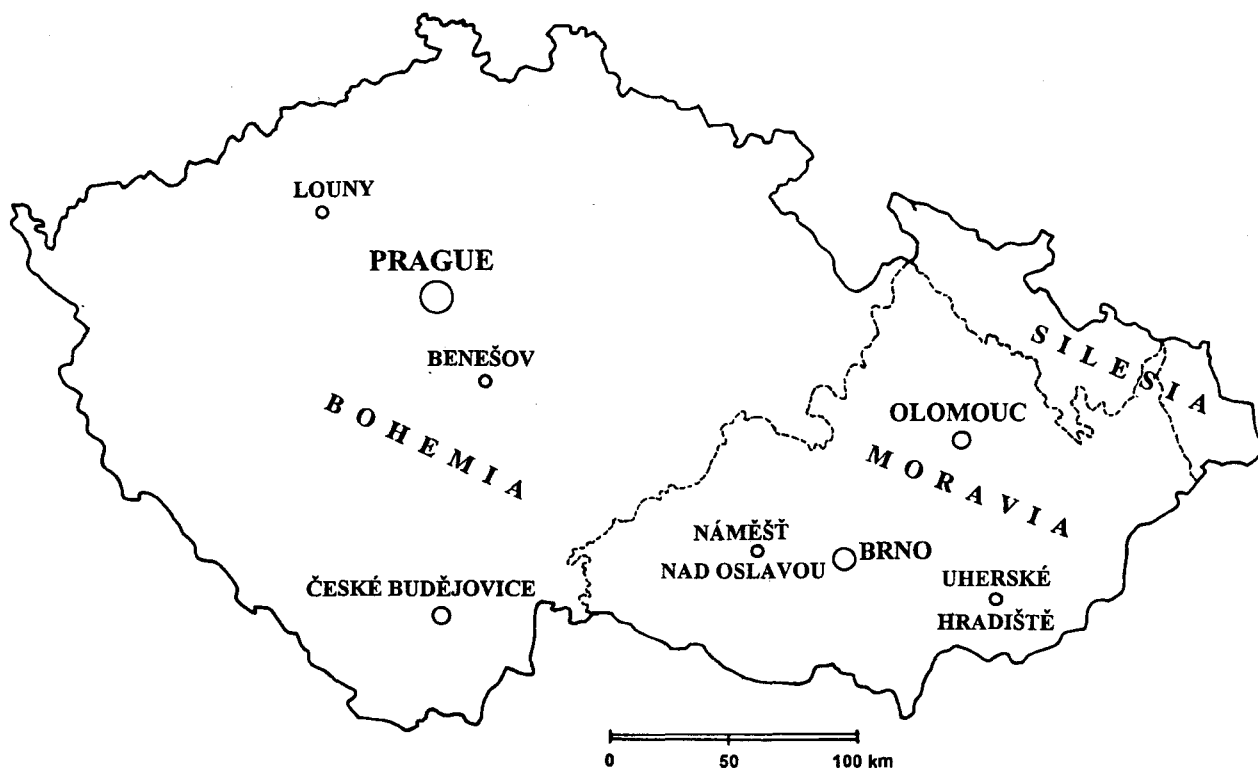 LOUNY
PRAGUE
BENEŠOV
BOHEMIA
SILESIA
OLOMOUC
MORAVIA
NÁMĚŠŤ
NAD OSLAVOU
BRNO
ČESKÉ BUDĚJOVICE
UHERSKÉ
HRADIŠTĚ
0 50 100 km